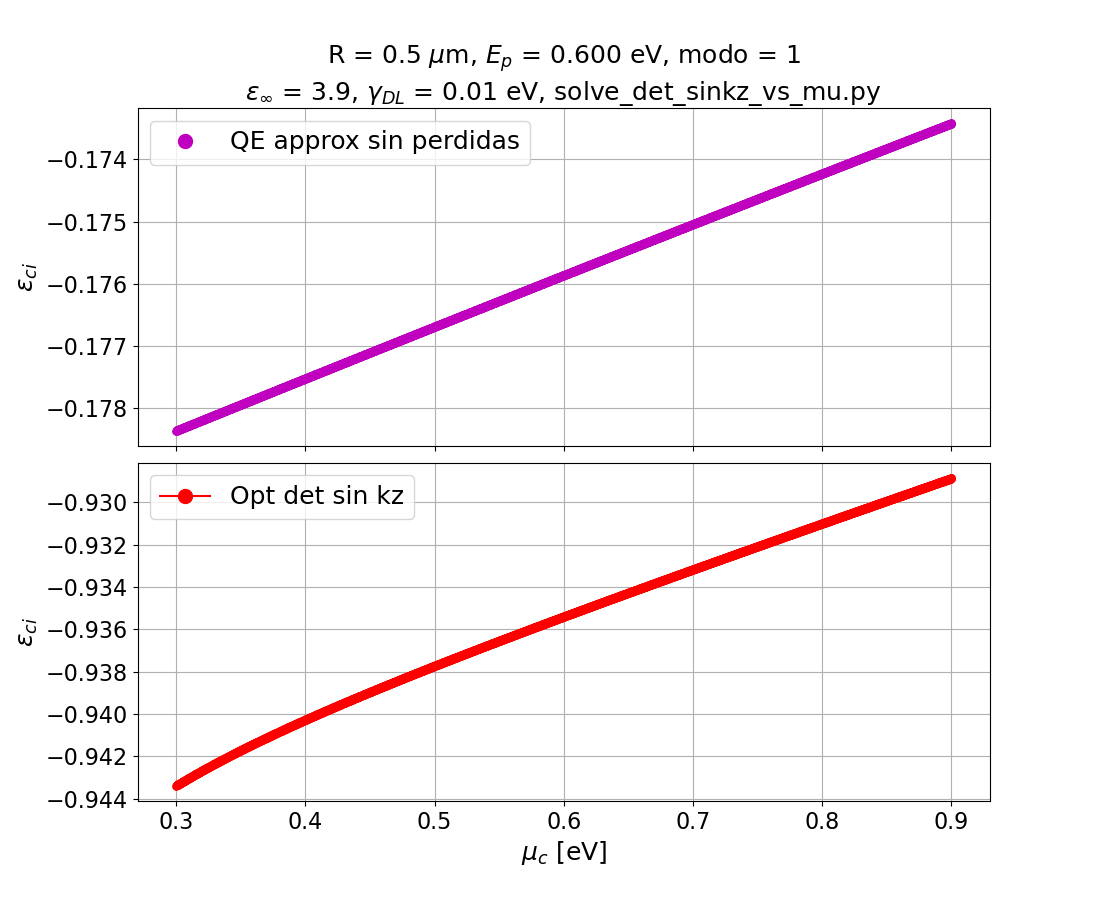 R = 0.5 μm, E_p = 0.600 eV, modo = 1
ε_∞ = 3.9, γ_DL = 0.01 eV, solve_det_sinkz_vs_mu.py
QE approx sin perdidas
−0.174
−0.175
−0.176
−0.177
−0.178
ε_ci
Opt det sin kz
−0.930
−0.932
−0.934
−0.936
−0.938
−0.940
−0.942
−0.944
ε_ci
0.3 0.4 0.5 0.6 0.7 0.8 0.9
μ_c [eV]